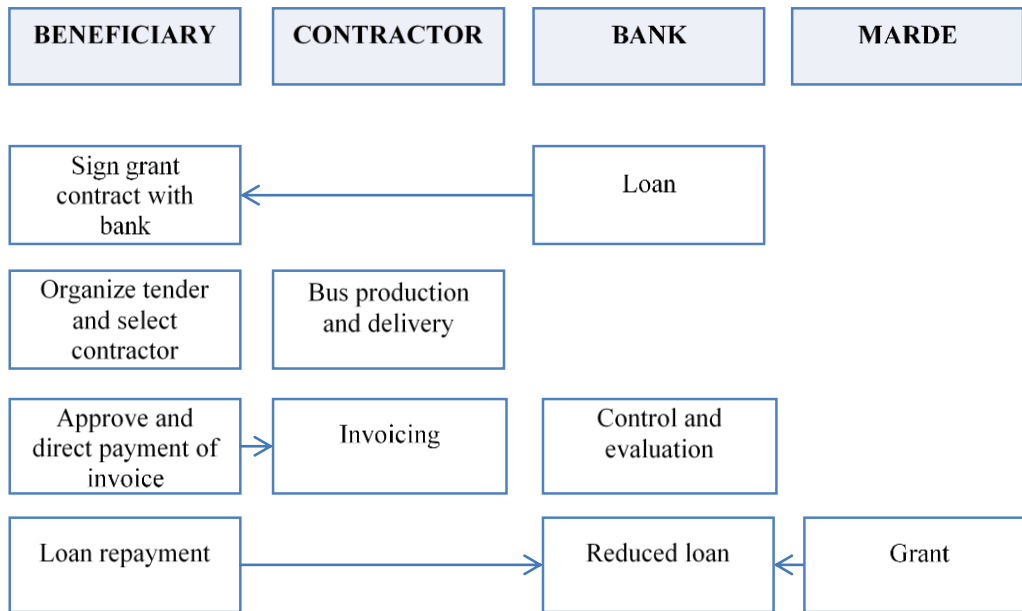 BENEFICIARY
CONTRACTOR
BANK
MARDE
Sign grant
contract with
bank
Loan
Organize tender
and select
contractor
Bus production
and delivery
Approve and
direct payment of
invoice
Invoicing
Control and
evaluation
Loan repayment
Reduced loan
Grant